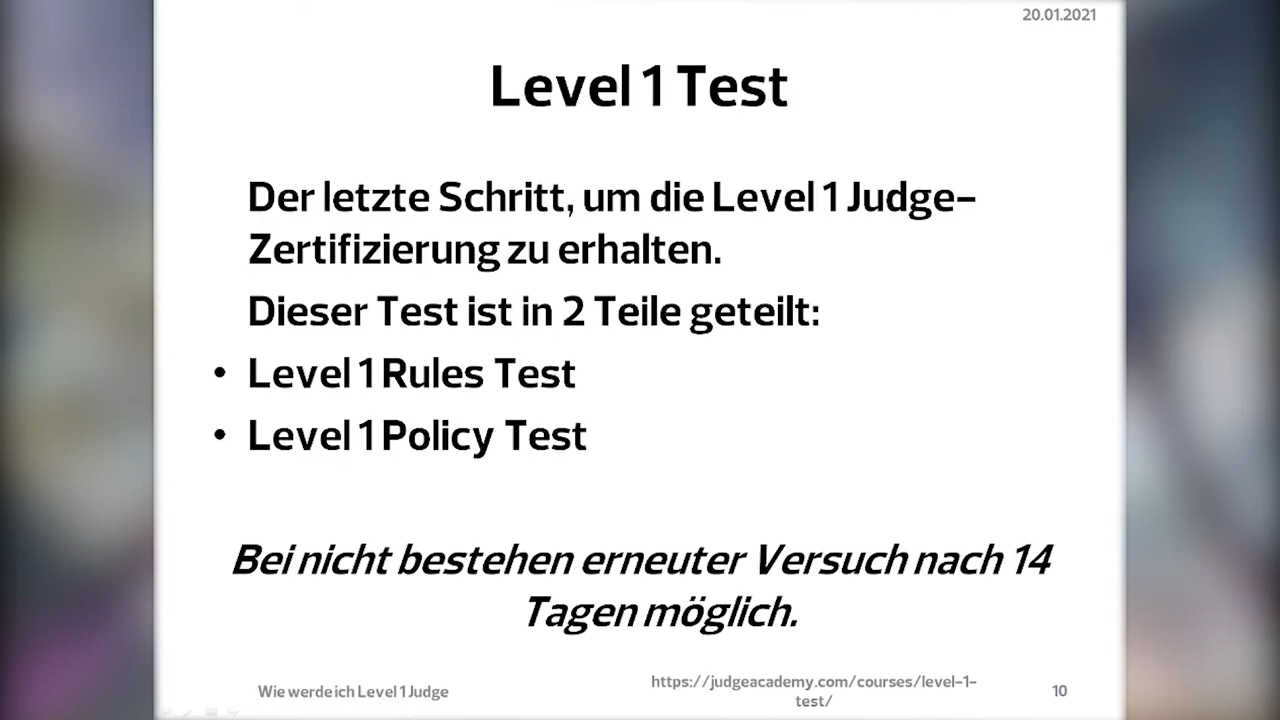 20.01.2021
Level 1 Test
Der letzte Schritt, um die Level 1 Judge-
Zertifizierung zu erhalten.
Dieser Test ist in 2 Teile geteilt:
• Level 1 Rules Test
• Level 1 Policy Test
Bei nicht bestehen erneuter Versuch nach 14
Tagen möglich.
Wie werde ich Level 1 Judge
https://judgeacademy.com/courses/level-1-
test/
10